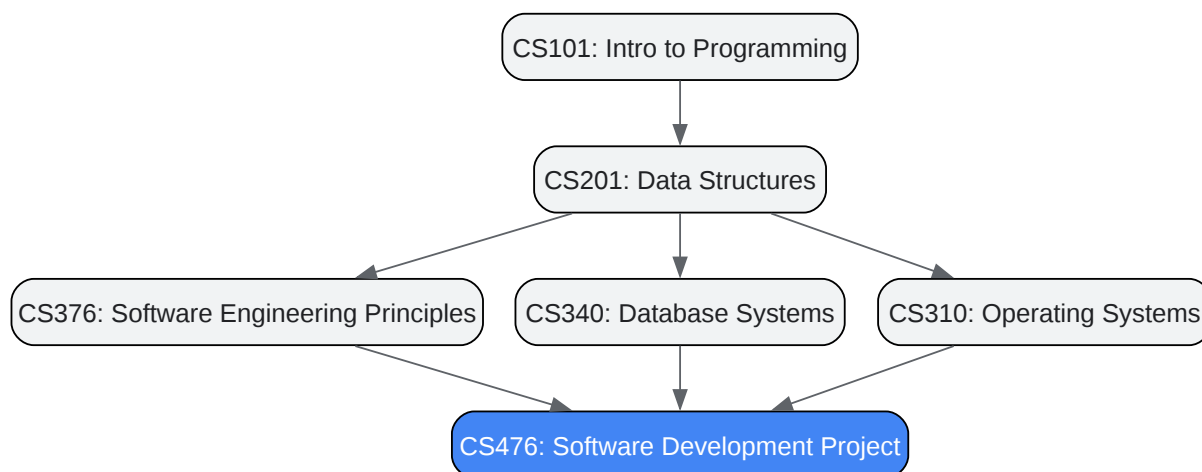 CS101: Intro to Programming
CS201: Data Structures
CS376: Software Engineering Principles
CS340: Database Systems
CS310: Operating Systems
CS476: Software Development Project